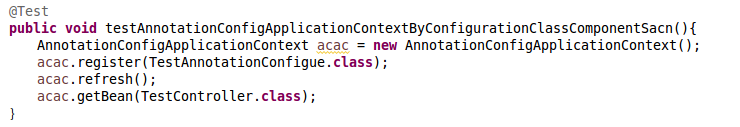 @Test
public void testAnnotationConfigApplicationContextByConfigurationClassComponentSacn(){
AnnotationConfigApplicationContext acac = new AnnotationConfigApplicationContext();
acac.register(TestAnnotationConfigue.class);
acac.refresh();
acac.getBean(TestController.class);
}